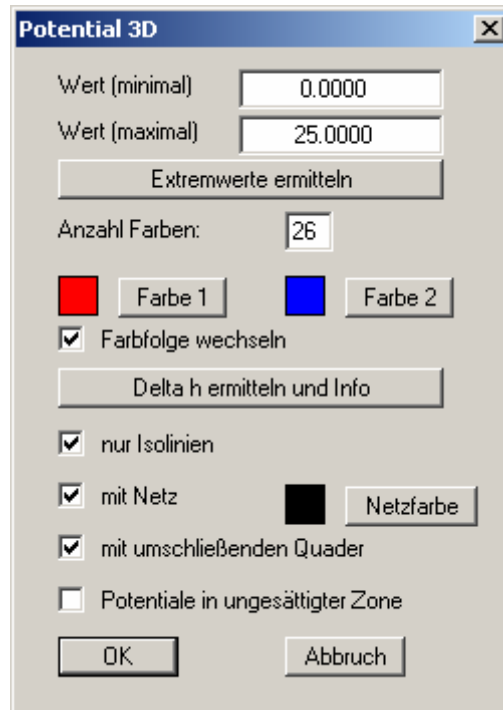 Potential 3D
Wert (minimal) 0.0000
Wert (maximal) 25.0000
Extremwerte ermitteln
Anzahl Farben: 26
Farbe 1 Farbe 2
Farbfolge wechseln
Delta h ermitteln und Info
nur Isolinien
mit Netz Netzfarbe
mit umschließenden Quader
Potentiale in ungesättigter Zone
OK Abbruch